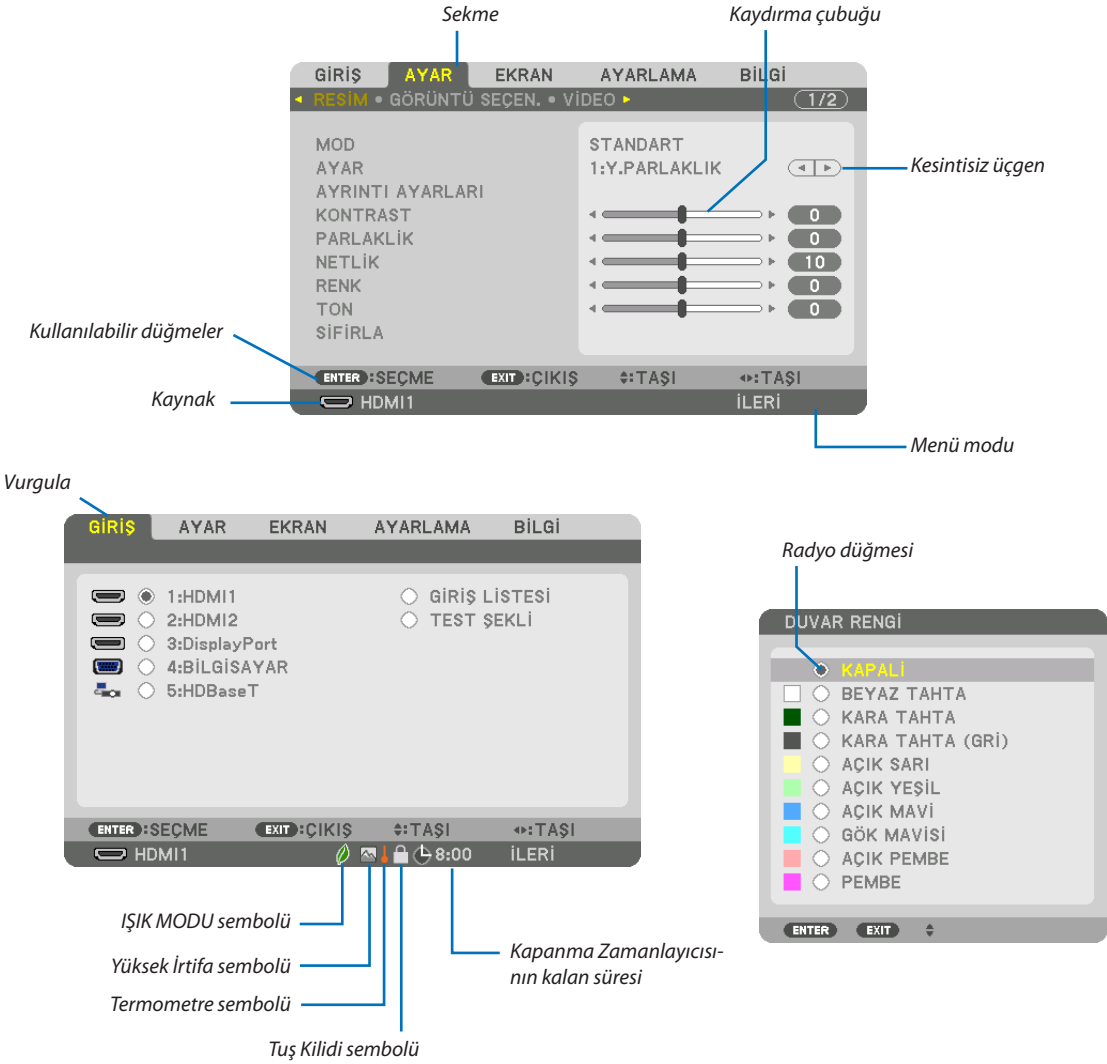 Sekme
Kaydırma çubuğu
GİRİŞ AYAR EKRAN AYARLAMA BİLGİ
RESİM • GÖRÜNTÜ SEÇEN. • VİDEO 1/2
MOD STANDART
AYAR 1:Y.PARLAKLIK
Kesintisiz üçgen
AYRINTI AYARLARI
KONTRAST 0
PARLAKLİK 0
NETLİK 10
RENK 0
TON 0
SİFİRLA
Kullanılabilir düğmeler
ENTER :SEÇME EXIT :ÇIKIŞ :TAŞI :TAŞI
Kaynak
HDMI1 İLERİ
Menü modu
Vurgula
GİRİŞ AYAR EKRAN AYARLAMA BİLGİ
1:HDMI1 GİRİŞ LİSTESİ
2:HDMI2 TEST ŞEKLİ
3:DisplayPort
4:BİLGİSAYAR
5:HDBaseT
ENTER :SEÇME EXIT :ÇIKIŞ :TAŞI :TAŞI
HDMI1 8:00 İLERİ
IŞIK MODU sembolü
Yüksek İrtifa sembolü
Termometre sembolü
Tuş Kilidi sembolü
Kapanma Zamanlayıcısı-
nın kalan süresi
Radyo düğmesi
DUVAR RENGİ
KAPALİ
BEYAZ TAHTA
KARA TAHTA
KARA TAHTA (GRİ)
AÇIK SARI
AÇIK YEŞİL
AÇIK MAVİ
GÖK MAVİSİ
AÇIK PEMBE
PEMBE
ENTER EXIT